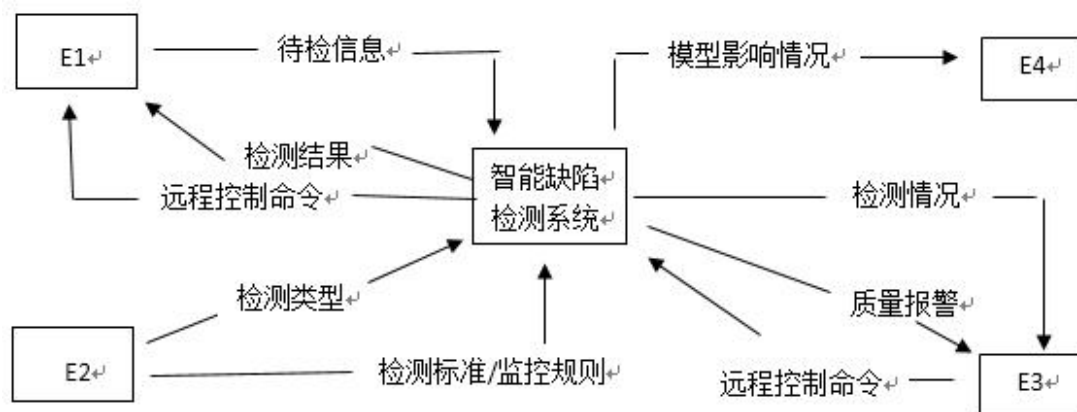 E1
待检信息
模型影响情况
E4
检测结果
远程控制命令
智能缺陷
检测系统
检测情况
检测类型
质量报警
E2
检测标准/监控规则
远程控制命令
E3